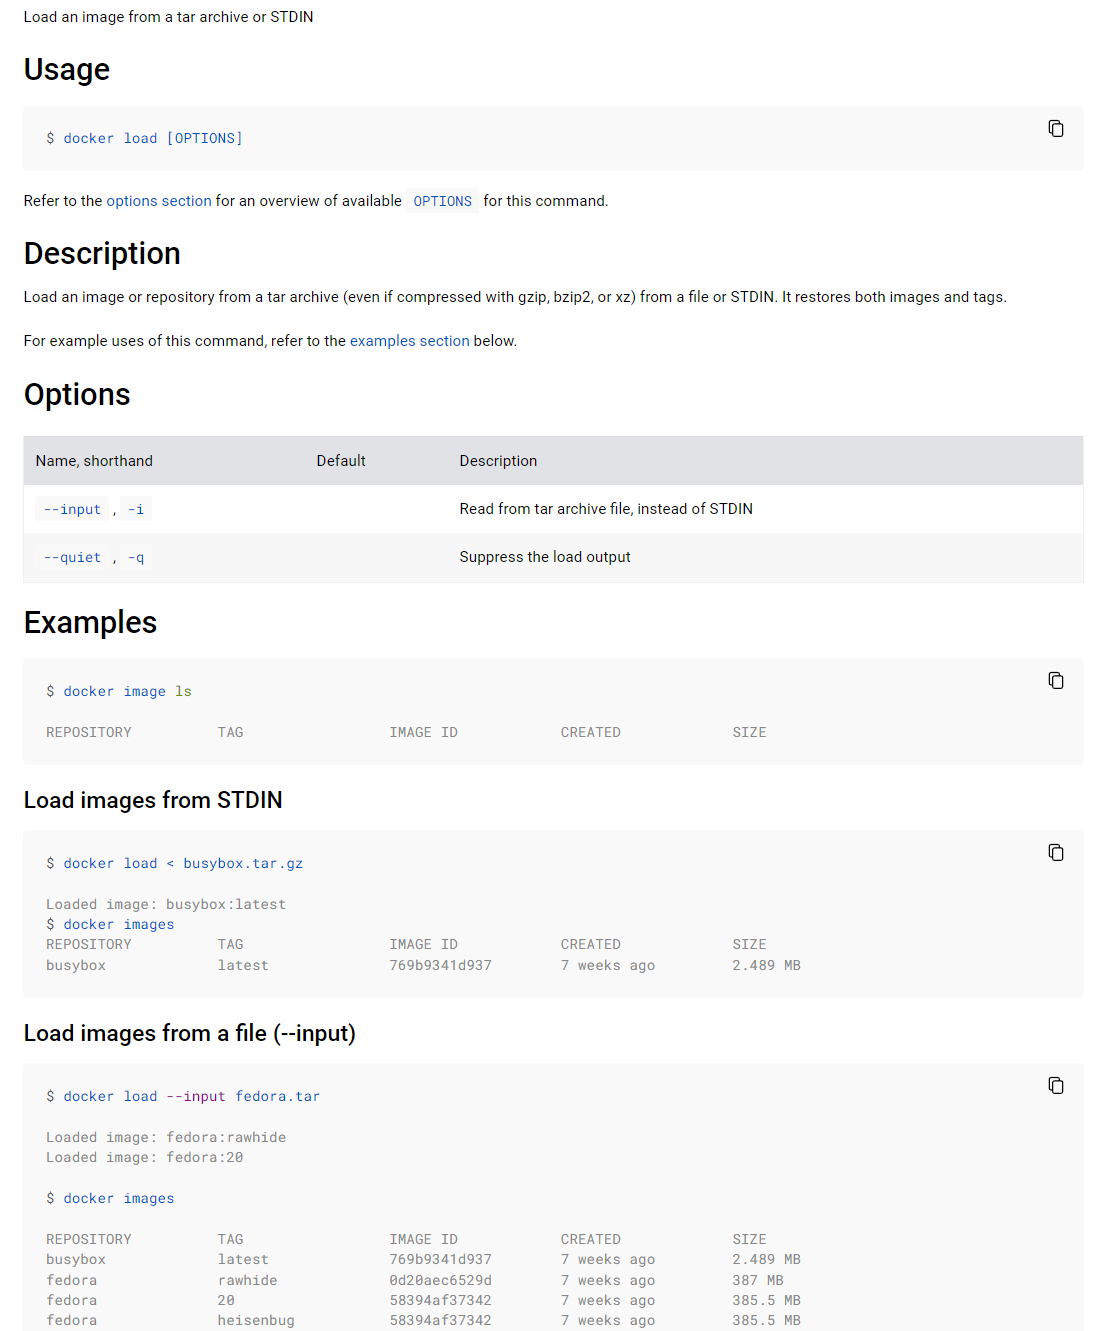 Load an image from a tar archive or STDIN
Usage
$ docker load [OPTIONS]
Refer to the options section for an overview of available OPTIONS for this command.
Description
Load an image or repository from a tar archive (even if compressed with gzip, bzip2, or xz) from a file or STDIN. It restores both images and tags.
For example uses of this command, refer to the examples section below.
Options
Name, shorthand Default Description
--input , -i Read from tar archive file, instead of STDIN
--quiet , -q Suppress the load output
Examples
$ docker image ls
REPOSITORY TAG IMAGE ID CREATED SIZE
Load images from STDIN
$ docker load < busybox.tar.gz
Loaded image: busybox:latest
$ docker images
REPOSITORY TAG IMAGE ID CREATED SIZE
busybox latest 769b9341d937 7 weeks ago 2.489 MB
Load images from a file (--input)
$ docker load --input fedora.tar
Loaded image: fedora:rawhide
Loaded image: fedora:20
$ docker images
REPOSITORY TAG IMAGE ID CREATED SIZE
busybox latest 769b9341d937 7 weeks ago 2.489 MB
fedora rawhide 0d20aec6529d 7 weeks ago 387 MB
fedora 20 58394af37342 7 weeks ago 385.5 MB
fedora heisenbug 58394af37342 7 weeks ago 385.5 MB